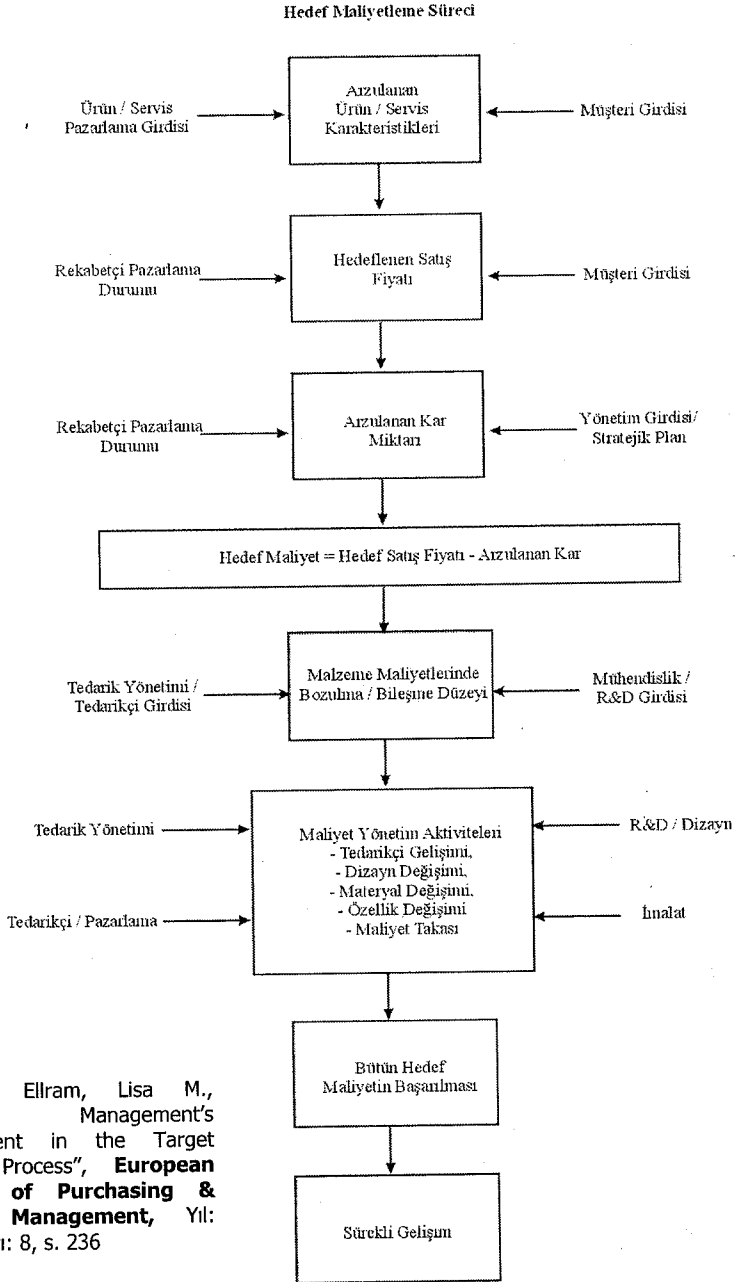 Hedef Maliyetleme Süreci
Ürün / Servis
Pazarlama Girdisi
Arzulanan
Ürün / Servis
Karakteristikleri
Müşteri Girdisi
Rekabetçi Pazarlama
Durumu
Hedeflenen Satış
Fiyatı
Müşteri Girdisi
Rekabetçi Pazarlama
Durumu
Arzulanan Kar
Miktarı
Yönetim Girdisi/
Stratejik Plan
Hedef Maliyet = Hedef Satış Fiyatı - Arzulanan Kar
Tedarik Yönetimi /
Tedarikçi Girdisi
Malzeme Maliyetlerinde
Bozulma / Bileşme Düzeyi
Mühendislik /
R&D Girdisi
Tedarik Yönetimi
Tedarikçi / Pazarlama
Maliyet Yönetim Aktiviteleri
- Tedarikçi Gelişimi,
- Dizayn Değişimi,
- Materyal Değişimi,
- Özellik Değişimi
- Maliyet Takası
R&D / Dizayn
İmalat
Bütün Hedef
Maliyetin Başarılması
Sürekli Gelişim
Ellram, Lisa M.,
Management's
ent in the Target
Process", European
of Purchasing &
Management, Yıl:
ı: 8, s. 236